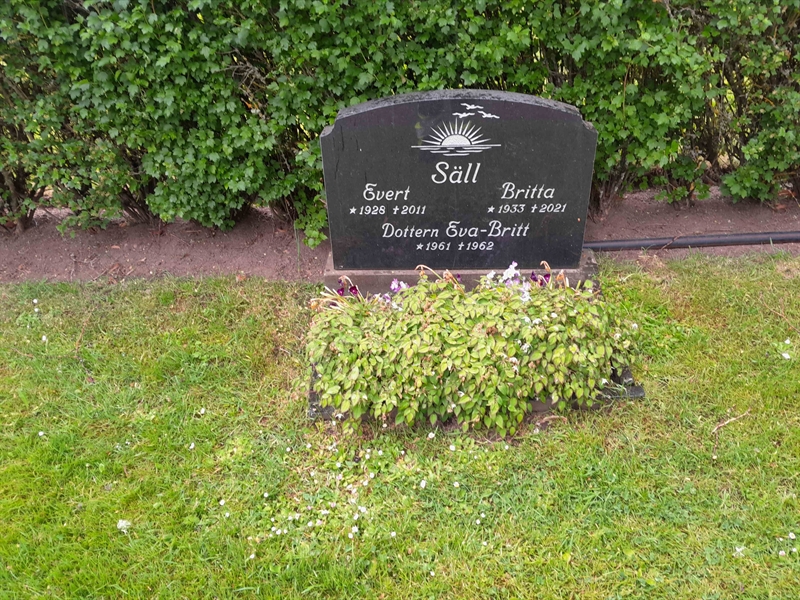 Säll
Evert Britta
* 1928 † 2011 * 1933 † 2021
Dottern Eva-Britt
* 1961 † 1962